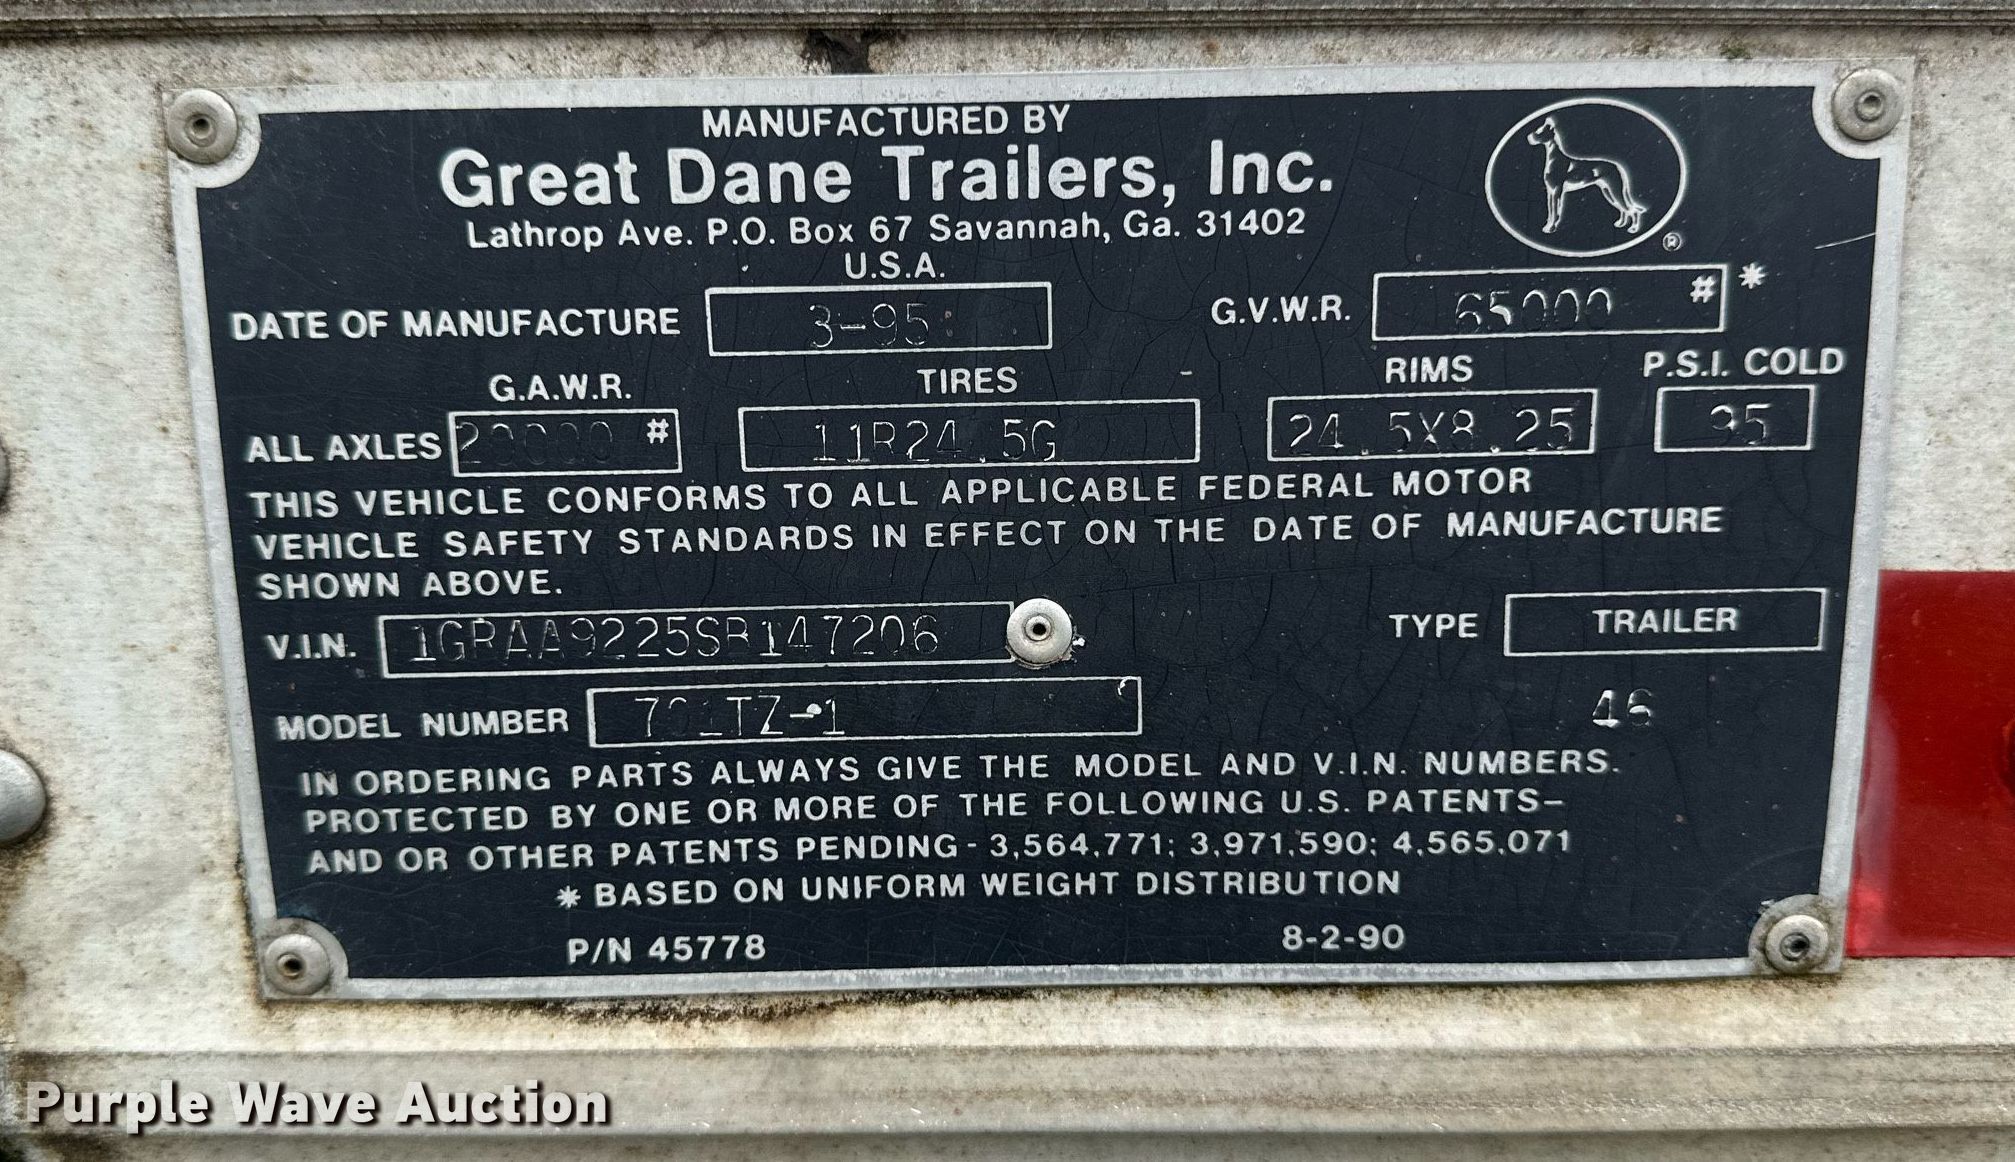 MANUFACTURED BY
Great Dane Trailers, Inc.
Lathrop Ave. P.O. Box 67 Savannah, Ga. 31402
U.S.A.
®
DATE OF MANUFACTURE 3-95
G.V.W.R. 65000 # *
G.A.W.R. TIRES RIMS P.S.I. COLD
ALL AXLES 20000 # 11R24.5G 24.5X8.25 95
THIS VEHICLE CONFORMS TO ALL APPLICABLE FEDERAL MOTOR
VEHICLE SAFETY STANDARDS IN EFFECT ON THE DATE OF MANUFACTURE
SHOWN ABOVE.
V.I.N. 1GRAA9225SB147206 TYPE TRAILER
MODEL NUMBER 701TZ-1 46
IN ORDERING PARTS ALWAYS GIVE THE MODEL AND V.I.N. NUMBERS.
PROTECTED BY ONE OR MORE OF THE FOLLOWING U.S. PATENTS–
AND OR OTHER PATENTS PENDING - 3,564,771; 3,971,590; 4,565,071
* BASED ON UNIFORM WEIGHT DISTRIBUTION
P/N 45778 8-2-90
Purple Wave Auction